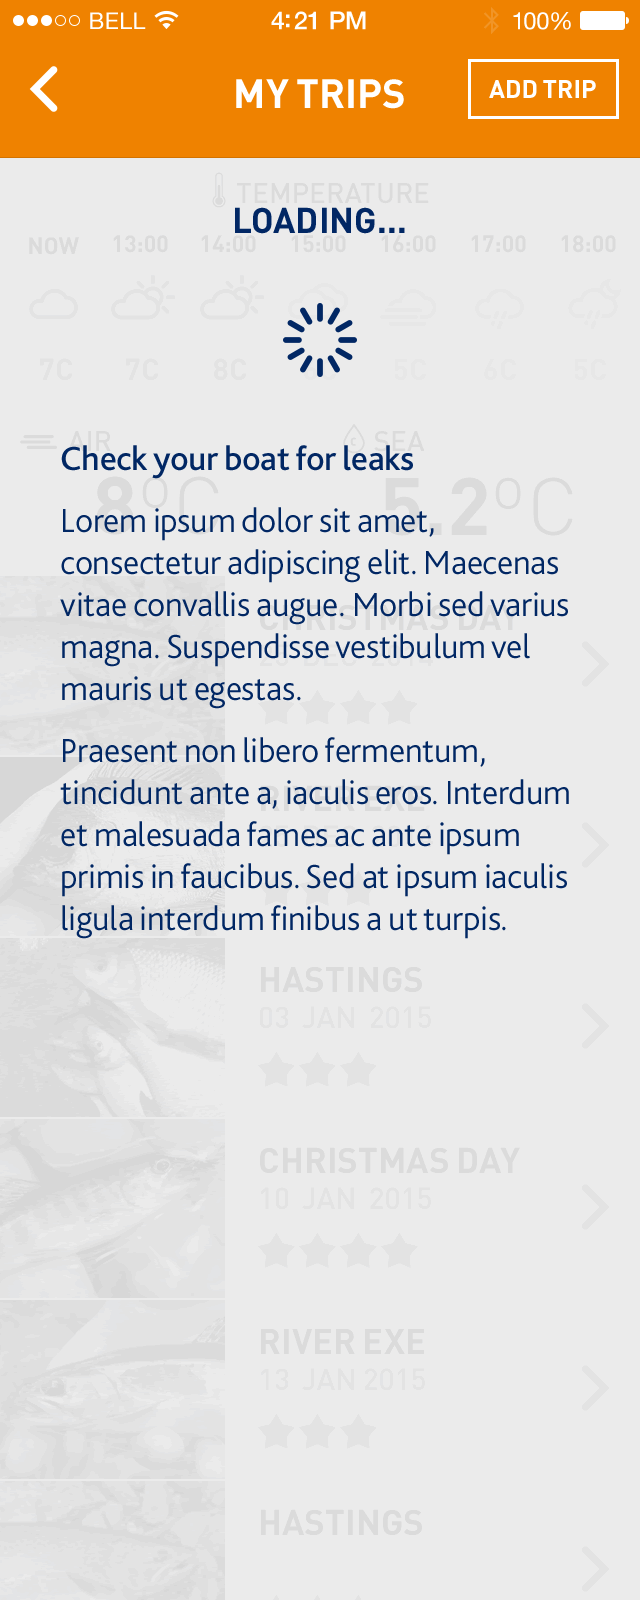 BELL 4:21 PM 100%
MY TRIPS
ADD TRIP
TEMPERATURE
LOADING...
NOW 13:00 14:00 15:00 16:00 17:00 18:00
7C 7C 8C 5C 6C 5C
AIR SEA
Check your boat for leaks
8°C 5.2°C
Lorem ipsum dolor sit amet,
consectetur adipiscing elit. Maecenas
vitae convallis augue. Morbi sed varius
CHRISTMAS DAY
magna. Suspendisse vestibulum vel
25 DEC 2014
mauris ut egestas.
Praesent non libero fermentum,
tincidunt ante a, iaculis eros. Interdum
RIVER EXE
et malesuada fames ac ante ipsum
primis in faucibus. Sed at ipsum iaculis
ligula interdum finibus a ut turpis.
HASTINGS
03 JAN 2015
CHRISTMAS DAY
10 JAN 2015
RIVER EXE
13 JAN 2015
HASTINGS